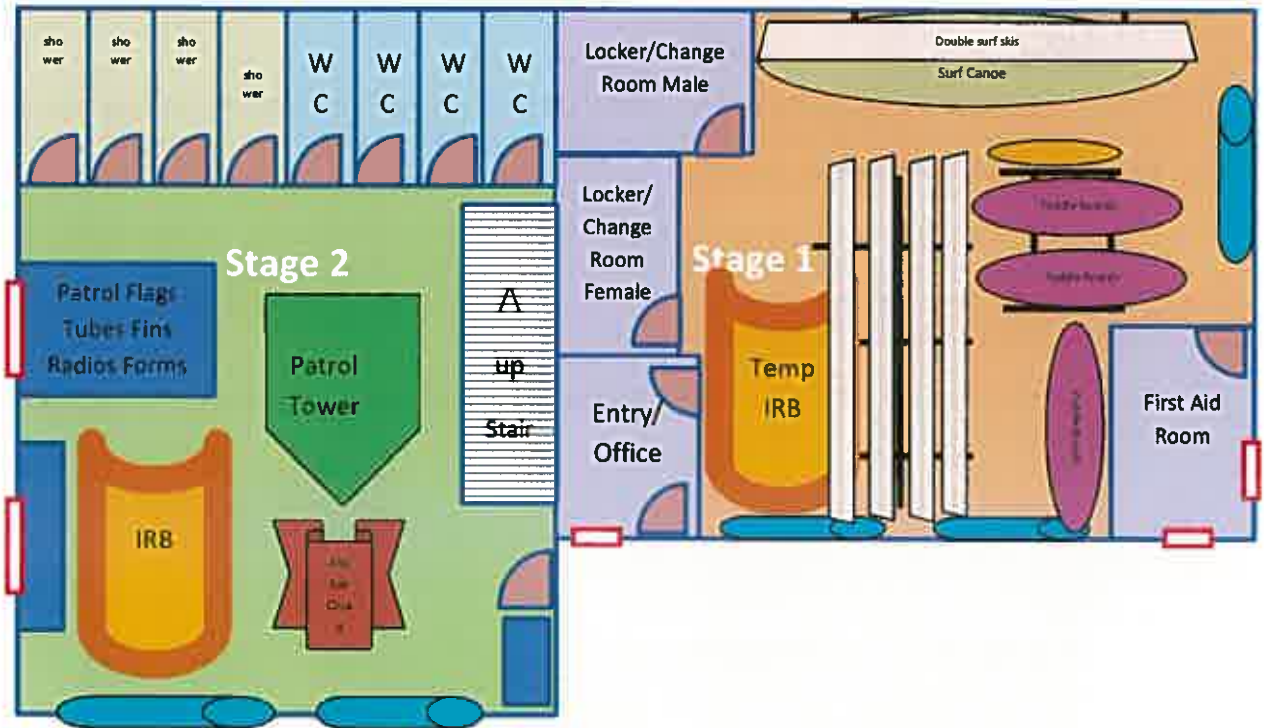 sho
wer
sho
wer
sho
wer
sho
wer
W
C
W
C
W
C
W
C
Locker/Change
Room Male
Double surf skis
Surf Canoe
Locker/
Change
Room
Female
Stage 2
Stage 1
Patrol Flags
Tubes Fins
Radios Forms
Patrol
Tower
Λ
up
Stair
Temp
IRB
Entry/
Office
First Aid
Room
IRB